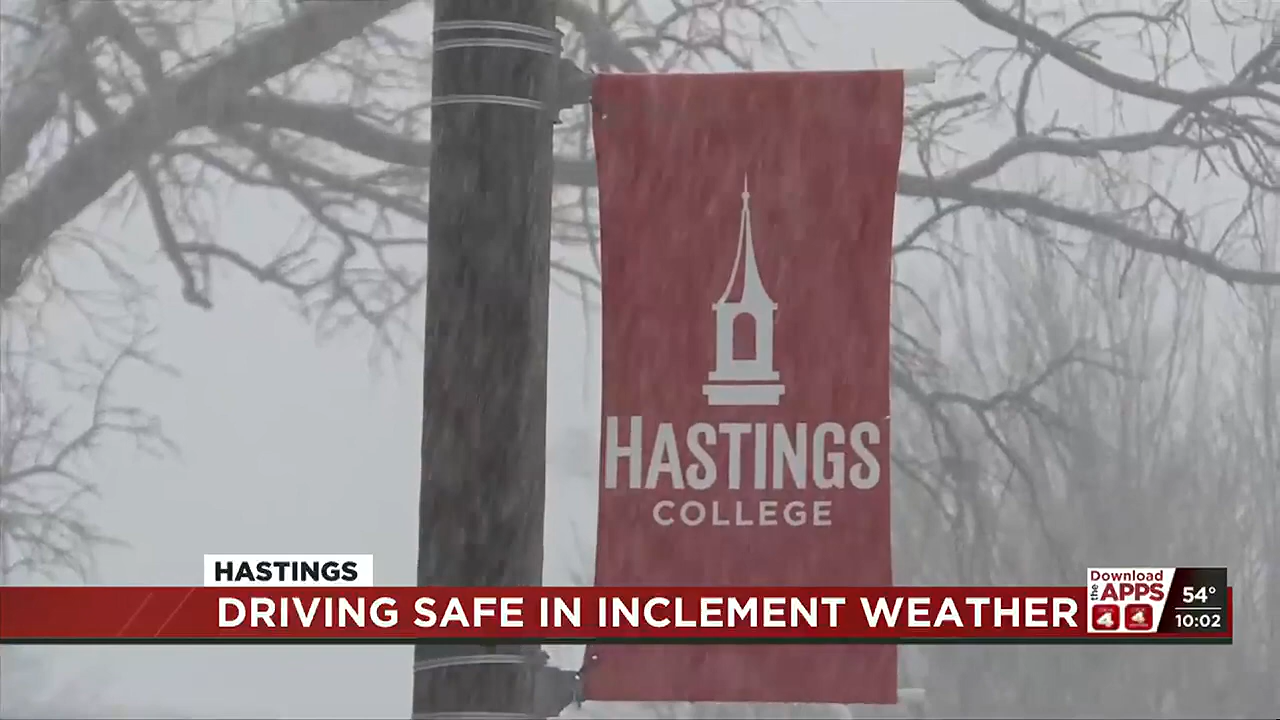 HASTINGS
COLLEGE
HASTINGS
DRIVING SAFE IN INCLEMENT WEATHER
Download
the APPS
4 4
54°
10:02